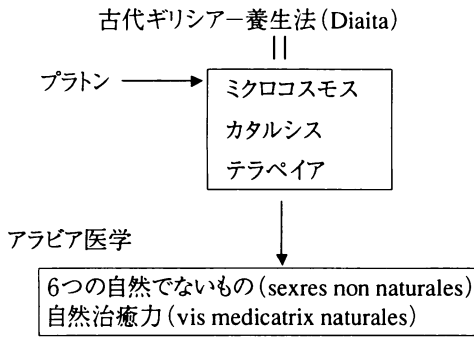 古代ギリシアー養生法(Diaita)
プラトン
ミクロコスモス
カタルシス
テラペイア
アラビア医学
6つの自然でないもの(sexres non naturales)
自然治癒力(vis medicatrix naturales)